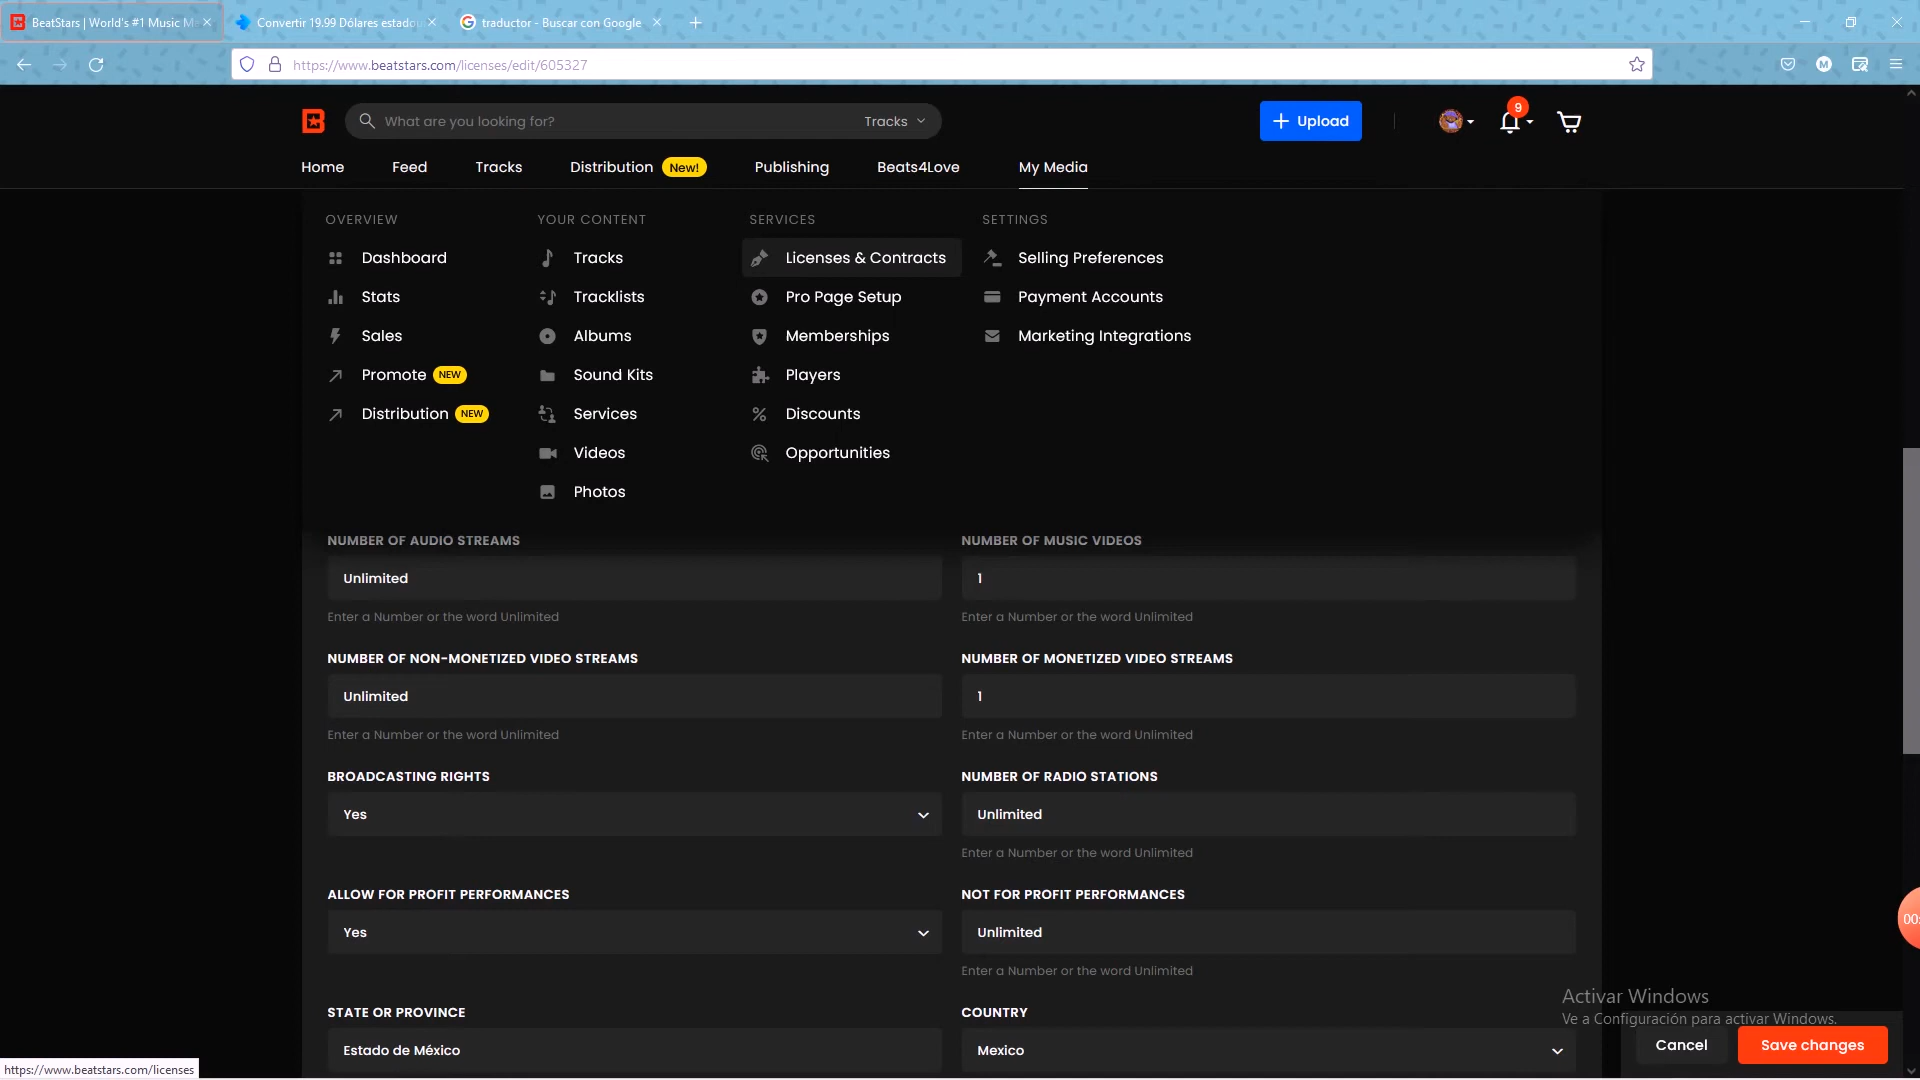 BeatStars | World's #1 Music M
Convertir 19.99 Dólares estadou
traductor - Buscar con Google
https://www.beatstars.com/licenses/edit/605327
M
What are you looking for?
Tracks
Upload
9
Home
Feed
Tracks
Distribution New!
Publishing
Beats4Love
My Media
OVERVIEW
Dashboard
Stats
Sales
Promote NEW
Distribution NEW
YOUR CONTENT
Tracks
Tracklists
Albums
Sound Kits
Services
Videos
Photos
SERVICES
Licenses & Contracts
Pro Page Setup
Memberships
Players
Discounts
Opportunities
SETTINGS
Selling Preferences
Payment Accounts
Marketing Integrations
NUMBER OF AUDIO STREAMS
Unlimited
Enter a Number or the word Unlimited
NUMBER OF MUSIC VIDEOS
1
Enter a Number or the word Unlimited
NUMBER OF NON-MONETIZED VIDEO STREAMS
Unlimited
Enter a Number or the word Unlimited
NUMBER OF MONETIZED VIDEO STREAMS
1
Enter a Number or the word Unlimited
BROADCASTING RIGHTS
Yes
NUMBER OF RADIO STATIONS
Unlimited
Enter a Number or the word Unlimited
ALLOW FOR PROFIT PERFORMANCES
Yes
NOT FOR PROFIT PERFORMANCES
Unlimited
Enter a Number or the word Unlimited
STATE OR PROVINCE
Estado de México
COUNTRY
Mexico
00:
Activar Windows
Ve a Configuración para activar Windows.
Cancel
Save changes
https://www.beatstars.com/licenses